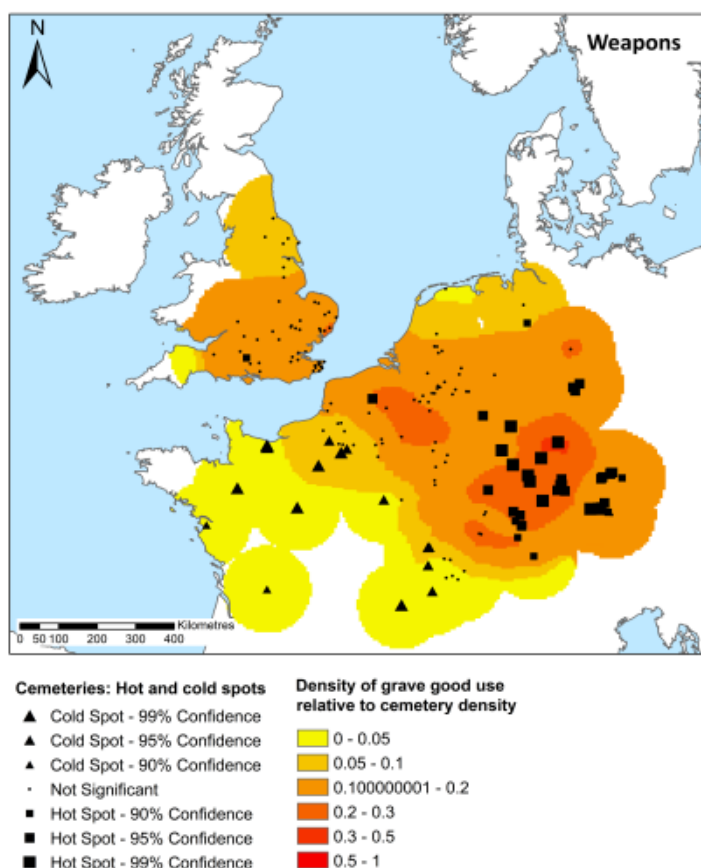 N
Weapons
Kilometres
0 50 100 200 300 400
Cemeteries: Hot and cold spots
Cold Spot - 99% Confidence
Cold Spot - 95% Confidence
Cold Spot - 90% Confidence
Not Significant
Hot Spot - 90% Confidence
Hot Spot - 95% Confidence
Hot Spot - 99% Confidence
Density of grave good use
relative to cemetery density
0 - 0.05
0.05 - 0.1
0.100000001 - 0.2
0.2 - 0.3
0.3 - 0.5
0.5 - 1